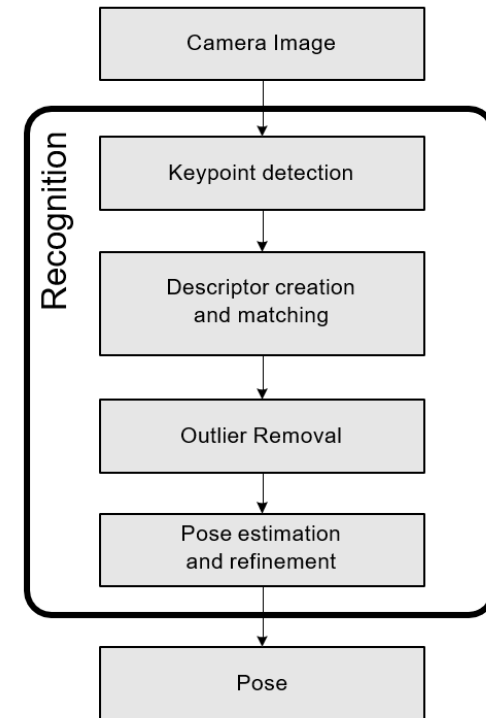 Camera Image
Recognition
Keypoint detection
Descriptor creation
and matching
Outlier Removal
Pose estimation
and refinement
Pose